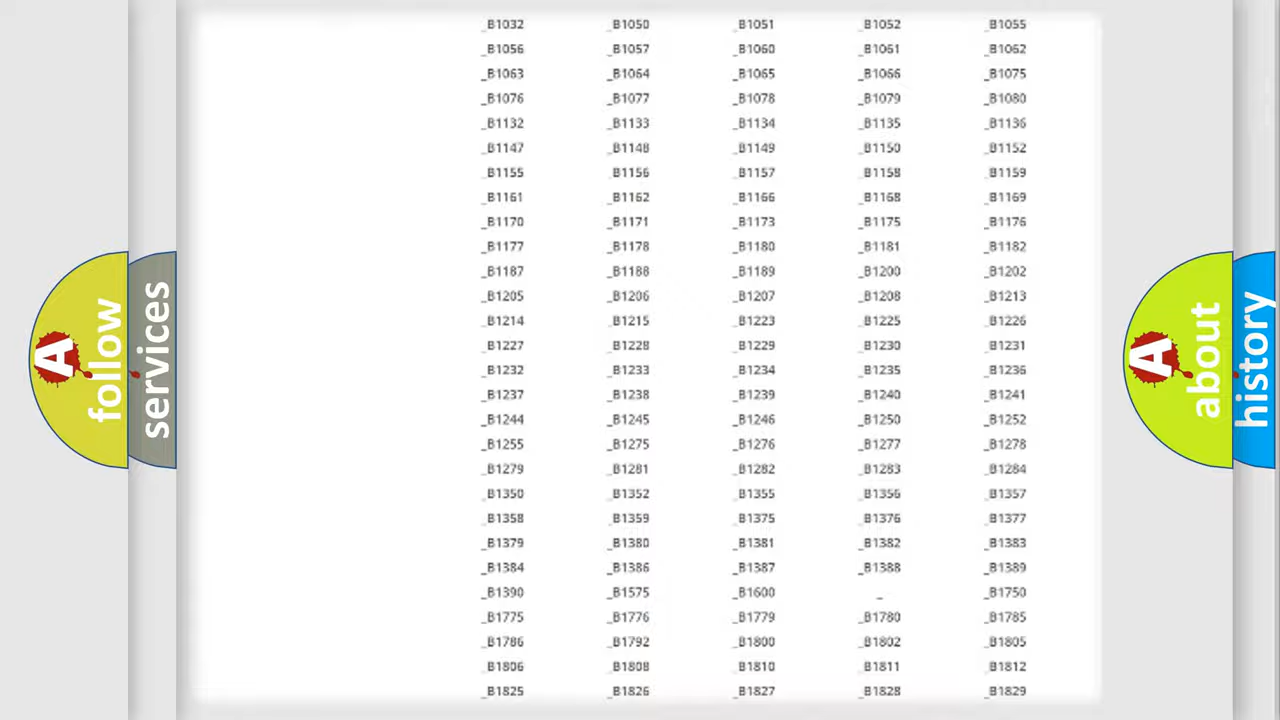 _B1032 _B1050 _B1051 _B1052 _B1055
_B1056 _B1057 _B1060 _B1061 _B1062
_B1063 _B1064 _B1065 _B1066 _B1075
_B1076 _B1077 _B1078 _B1079 _B1080
_B1132 _B1133 _B1134 _B1135 _B1136
_B1147 _B1148 _B1149 _B1150 _B1152
_B1155 _B1156 _B1157 _B1158 _B1159
_B1161 _B1162 _B1166 _B1168 _B1169
_B1170 _B1171 _B1173 _B1175 _B1176
_B1177 _B1178 _B1180 _B1181 _B1182
_B1187 _B1188 _B1189 _B1200 _B1202
_B1205 _B1206 _B1207 _B1208 _B1213
_B1214 _B1215 _B1223 _B1225 _B1226
_B1227 _B1228 _B1229 _B1230 _B1231
_B1232 _B1233 _B1234 _B1235 _B1236
_B1237 _B1238 _B1239 _B1240 _B1241
_B1244 _B1245 _B1246 _B1250 _B1252
_B1255 _B1275 _B1276 _B1277 _B1278
_B1279 _B1281 _B1282 _B1283 _B1284
_B1350 _B1352 _B1355 _B1356 _B1357
_B1358 _B1359 _B1375 _B1376 _B1377
_B1379 _B1380 _B1381 _B1382 _B1383
_B1384 _B1386 _B1387 _B1388 _B1389
_B1390 _B1575 _B1600 _ _B1750
_B1775 _B1776 _B1779 _B1780 _B1785
_B1786 _B1792 _B1800 _B1802 _B1805
_B1806 _B1808 _B1810 _B1811 _B1812
_B1825 _B1826 _B1827 _B1828 _B1829
A follow
services
A about
history